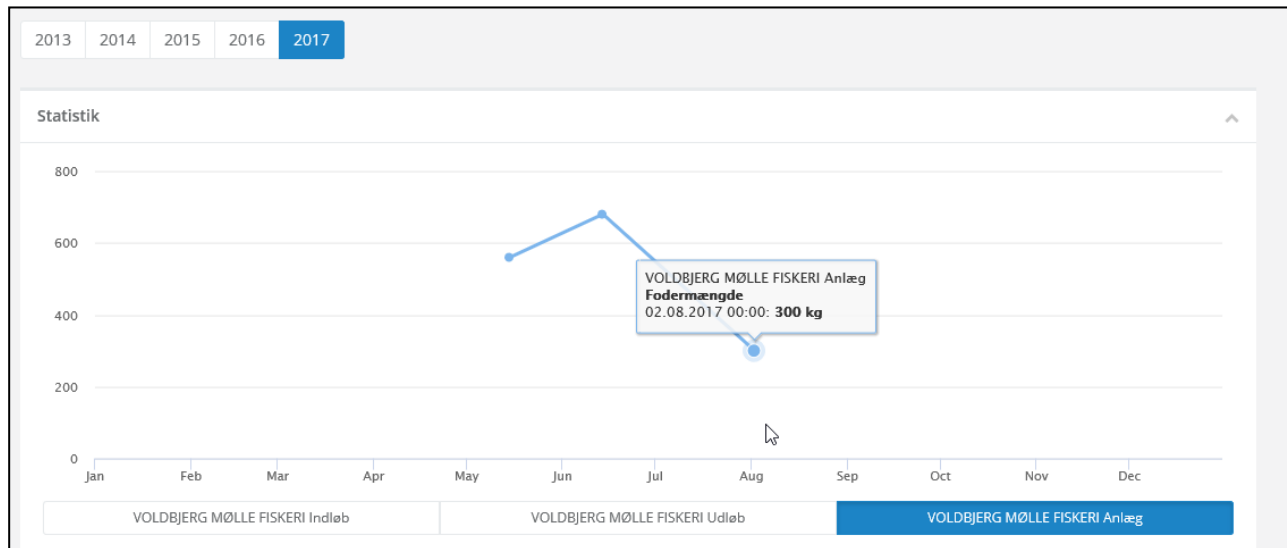 2013 2014 2015 2016 2017
Statistik
800
600
VOLDBJERG MØLLE FISKERI Anlæg
Fodermængde
02.08.2017 00:00: 300 kg
400
200
0
Jan Feb Mar Apr May Jun Jul Aug Sep Oct Nov Dec
VOLDBJERG MØLLE FISKERI Indløb VOLDBJERG MØLLE FISKERI Udløb VOLDBJERG MØLLE FISKERI Anlæg